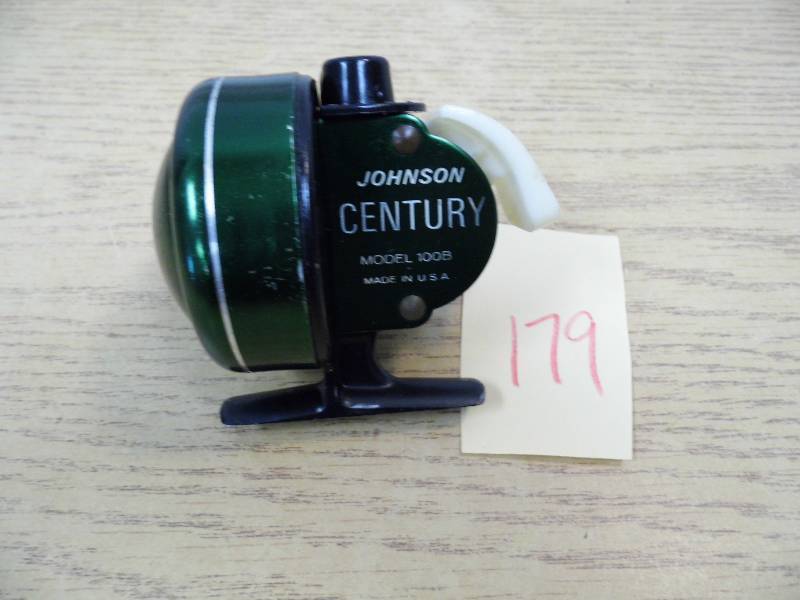 JOHNSON
CENTURY
MODEL 100B
MADE IN U.S.A.
179